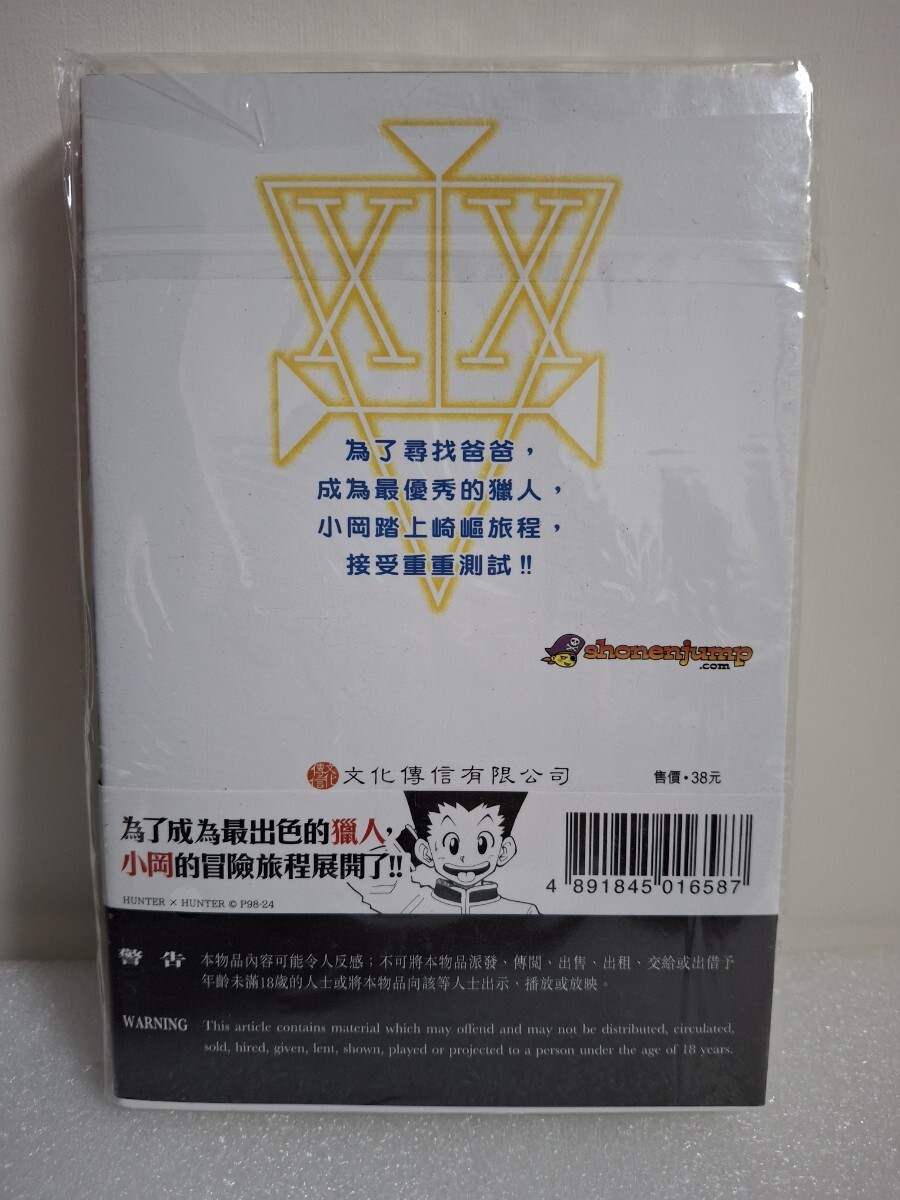 XX
為了尋找爸爸，
成為最優秀的獵人，
小岡踏上崎嶇旅程，
接受重重測試!!
shonenjump
.com
文化傳信 文化傳信有限公司
售價・38元
為了成為最出色的獵人，
小岡的冒險旅程展開了!!
HUNTER × HUNTER © P98-24
4 891845 016587
警告 本物品內容可能令人反感；不可將本物品派發、傳閱、出售、出租、交給或出借予
年齡未滿18歲的人士或將本物品向該等人士出示、播放或放映。
WARNING This article contains material which may offend and may not be distributed, circulated,
sold, hired, given, lent, shown, played or projected to a person under the age of 18 years.